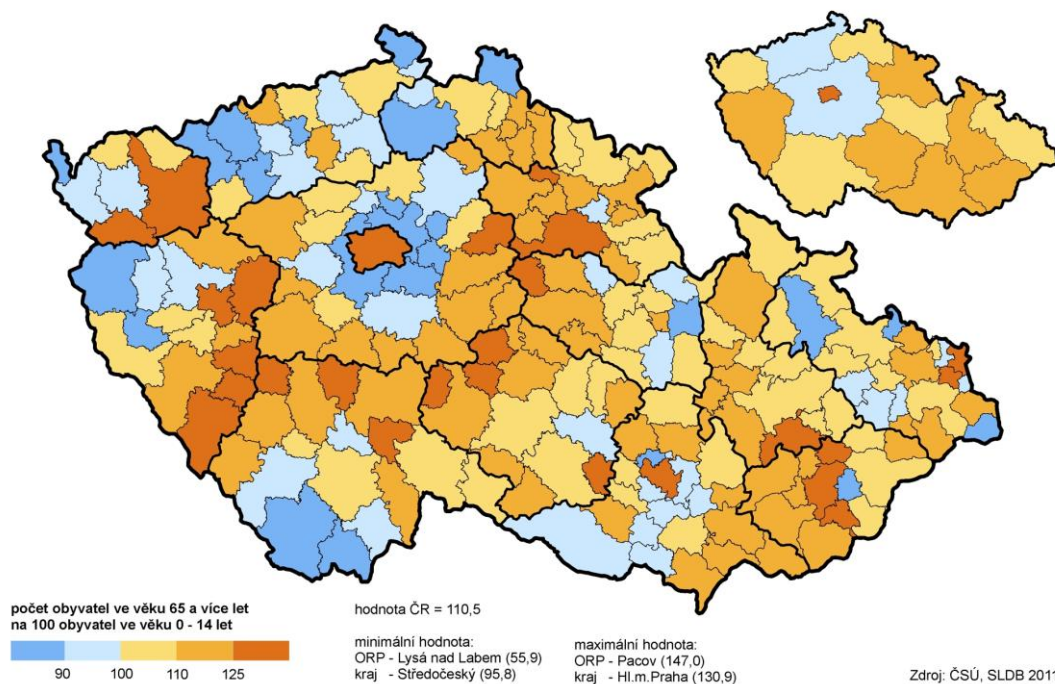 počet obyvatel ve věku 65 a více let
na 100 obyvatel ve věku 0 - 14 let
90 100 110 125
hodnota ČR = 110,5
minimální hodnota:
ORP - Lysá nad Labem (55,9)
kraj - Středočeský (95,8)
maximální hodnota:
ORP - Pacov (147,0)
kraj - Hl.m.Praha (130,9)
Zdroj: ČSÚ, SLDB 2011